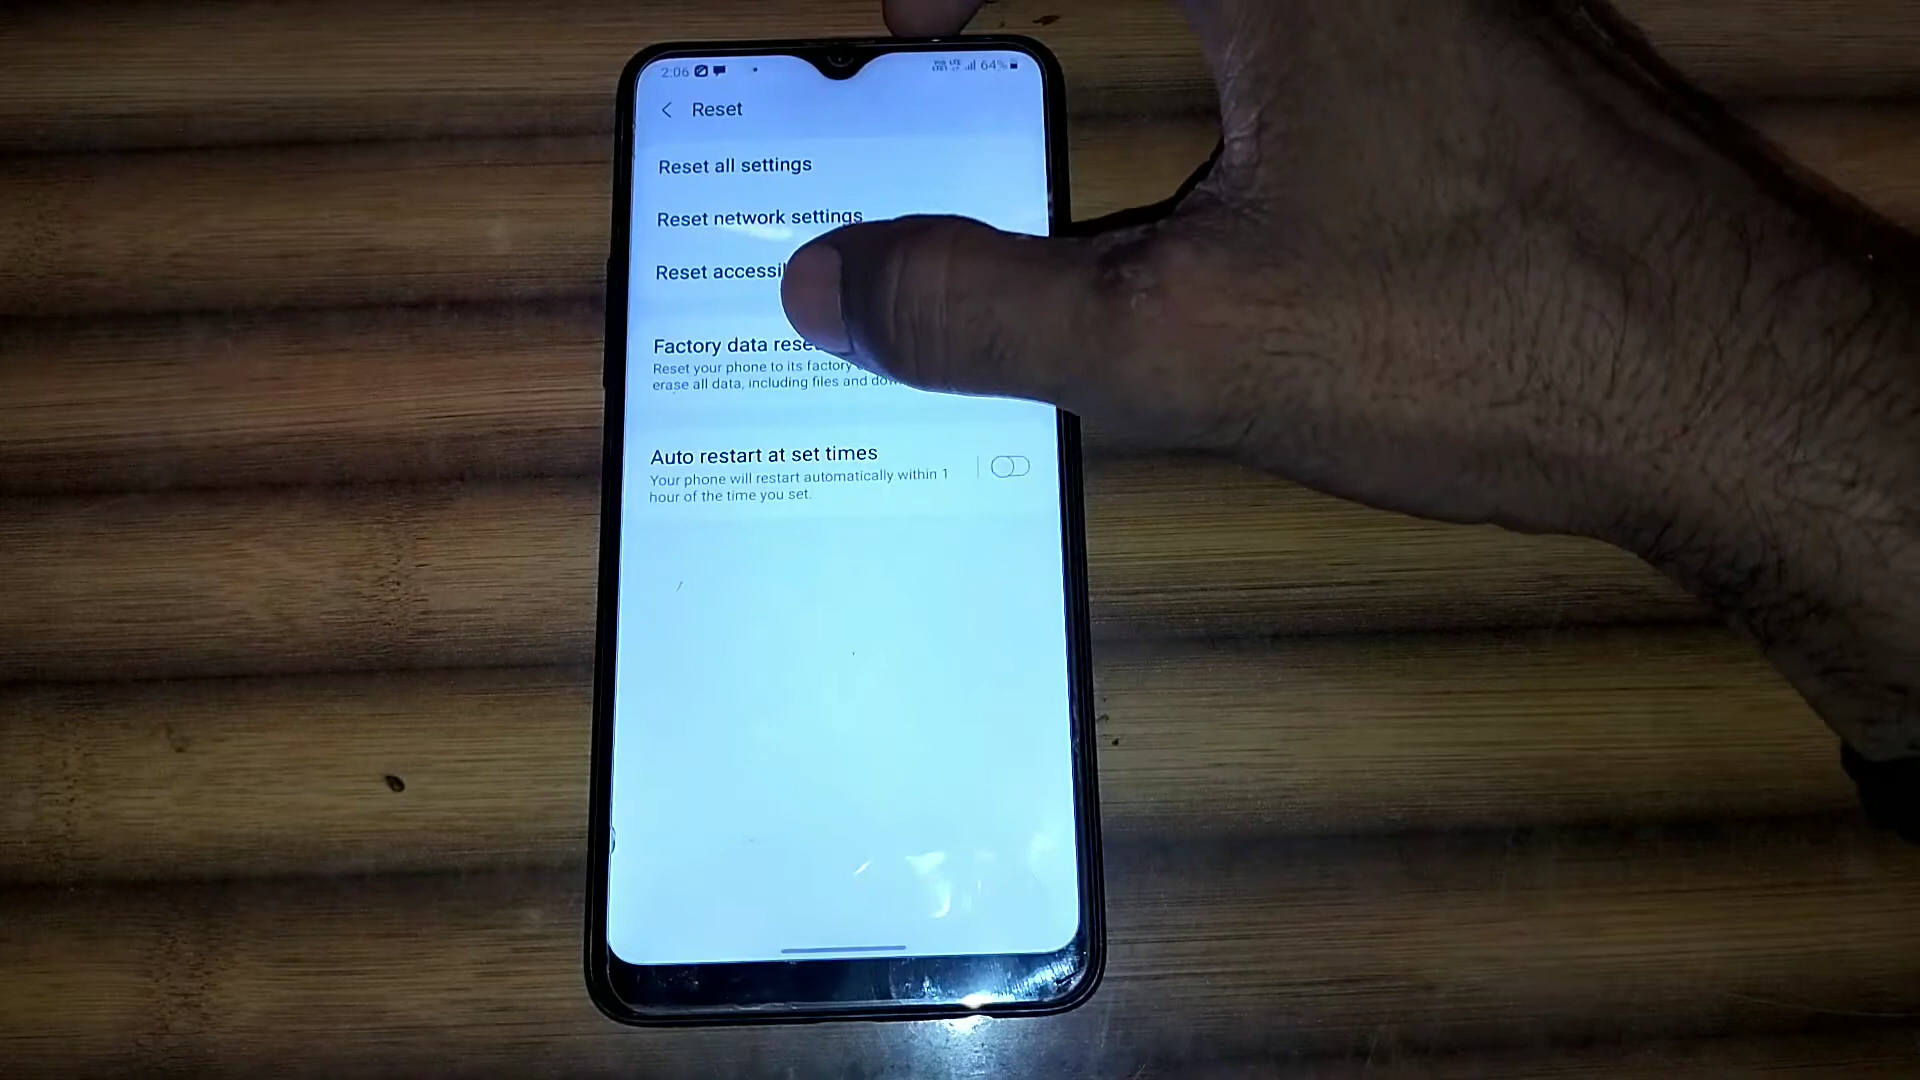 2:06 64%
Reset
Reset all settings
Reset network settings
Reset accessi
Factory data rese
Reset your phone to its factory
erase all data, including files and
Auto restart at set times
Your phone will restart automatically within 1
hour of the time you set.